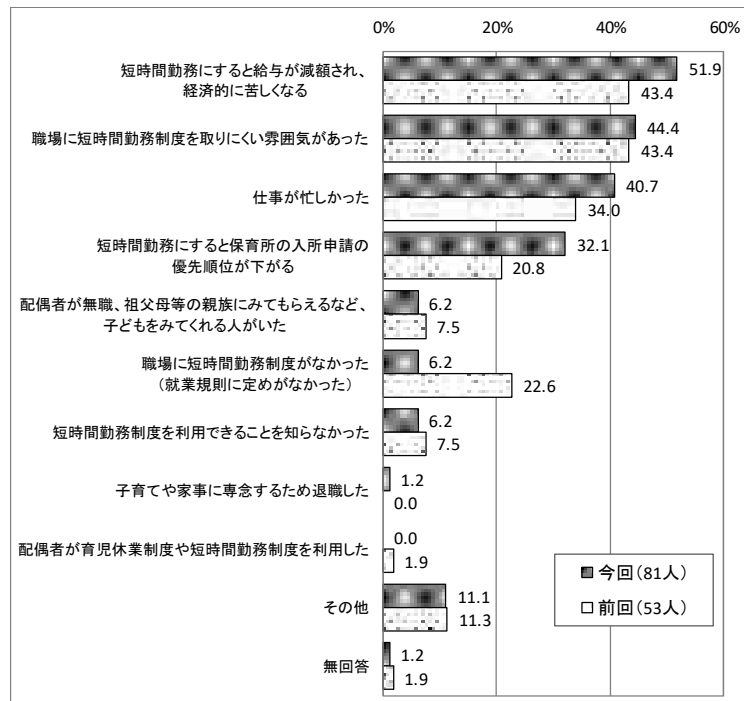 0% 20% 40% 60%
短時間勤務にすると給与が減額され、
経済的に苦しくなる
51.9
43.4
職場に短時間勤務制度を取りにくい雰囲気があった
44.4
43.4
仕事が忙しかった
40.7
34.0
短時間勤務にすると保育所の入所申請の
優先順位が下がる
32.1
20.8
配偶者が無職、祖父母等の親族にみてもらえるなど、
子どもをみてくれる人がいた
6.2
7.5
職場に短時間勤務制度がなかった
(就業規則に定めがなかった)
6.2
22.6
短時間勤務制度を利用できることを知らなかった
6.2
7.5
子育てや家事に専念するため退職した
1.2
0.0
配偶者が育児休業制度や短時間勤務制度を利用した
0.0
1.9
その他
11.1
11.3
無回答
1.2
1.9
今回(81人)
前回(53人)